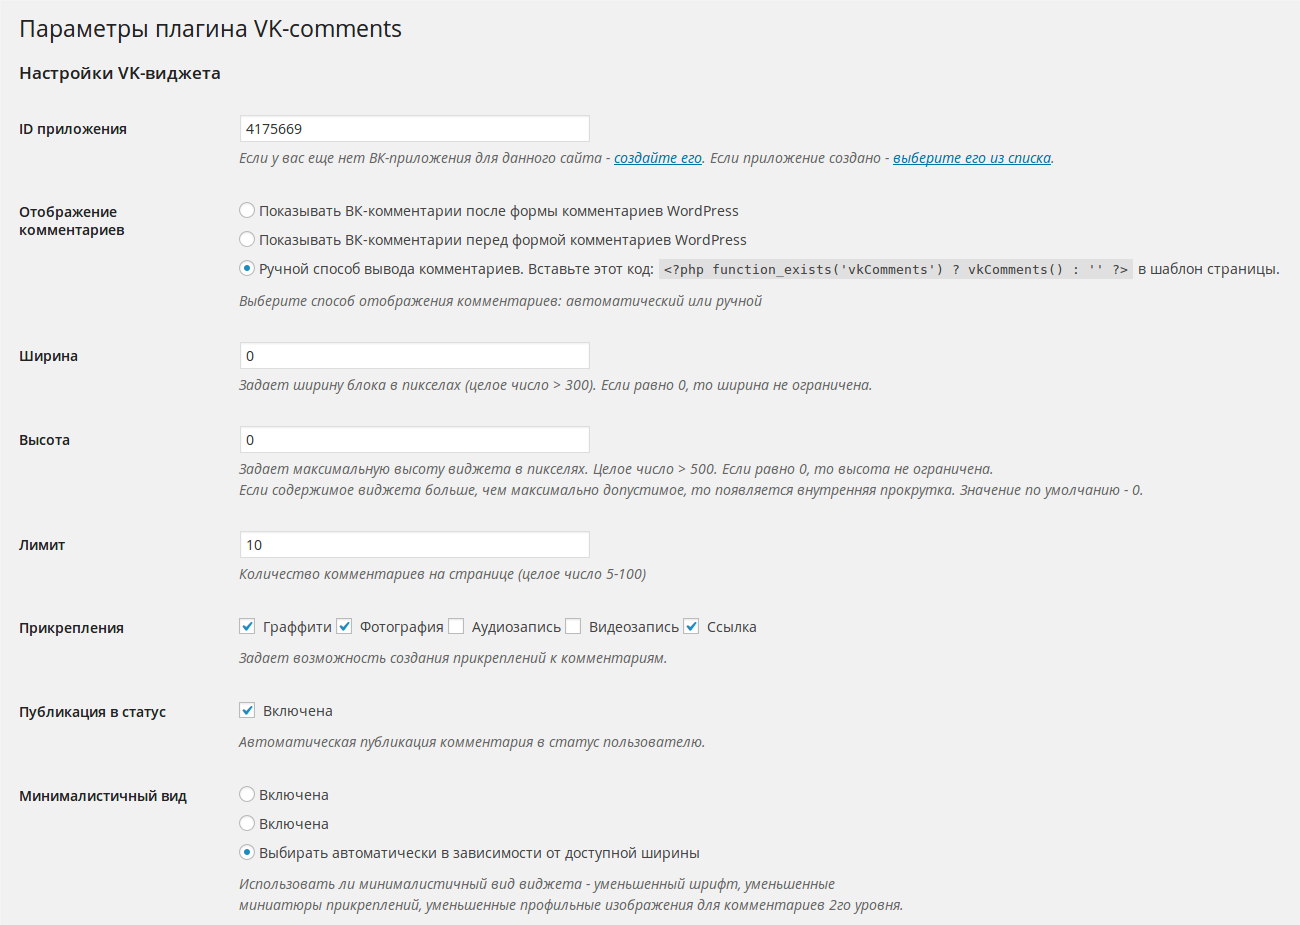 Параметры плагина VK-comments
Настройки VK-виджета
ID приложения
4175669
Если у вас еще нет ВК-приложения для данного сайта - создайте его. Если приложение создано - выберите его из списка.
Отображение
комментариев
Показывать ВК-комментарии после формы комментариев WordPress
Показывать ВК-комментарии перед формой комментариев WordPress
Ручной способ вывода комментариев. Вставьте этот код: <?php function_exists('vkComments') ? vkComments() : '' ?> в шаблон страницы.
Выберите способ отображения комментариев: автоматический или ручной
Ширина
0
Задает ширину блока в пикселах (целое число > 300). Если равно 0, то ширина не ограничена.
Высота
0
Задает максимальную высоту виджета в пикселях. Целое число > 500. Если равно 0, то высота не ограничена.
Если содержимое виджета больше, чем максимально допустимое, то появляется внутренняя прокрутка. Значение по умолчанию - 0.
Лимит
10
Количество комментариев на странице (целое число 5-100)
Прикрепления
Граффити Фотография Аудиозапись Видеозапись Ссылка
Задает возможность создания прикреплений к комментариям.
Публикация в статус
Включена
Автоматическая публикация комментария в статус пользователю.
Минималистичный вид
Включена
Включена
Выбирать автоматически в зависимости от доступной ширины
Использовать ли минималистичный вид виджета - уменьшенный шрифт, уменьшенные
миниатюры прикреплений, уменьшенные профильные изображения для комментариев 2го уровня.